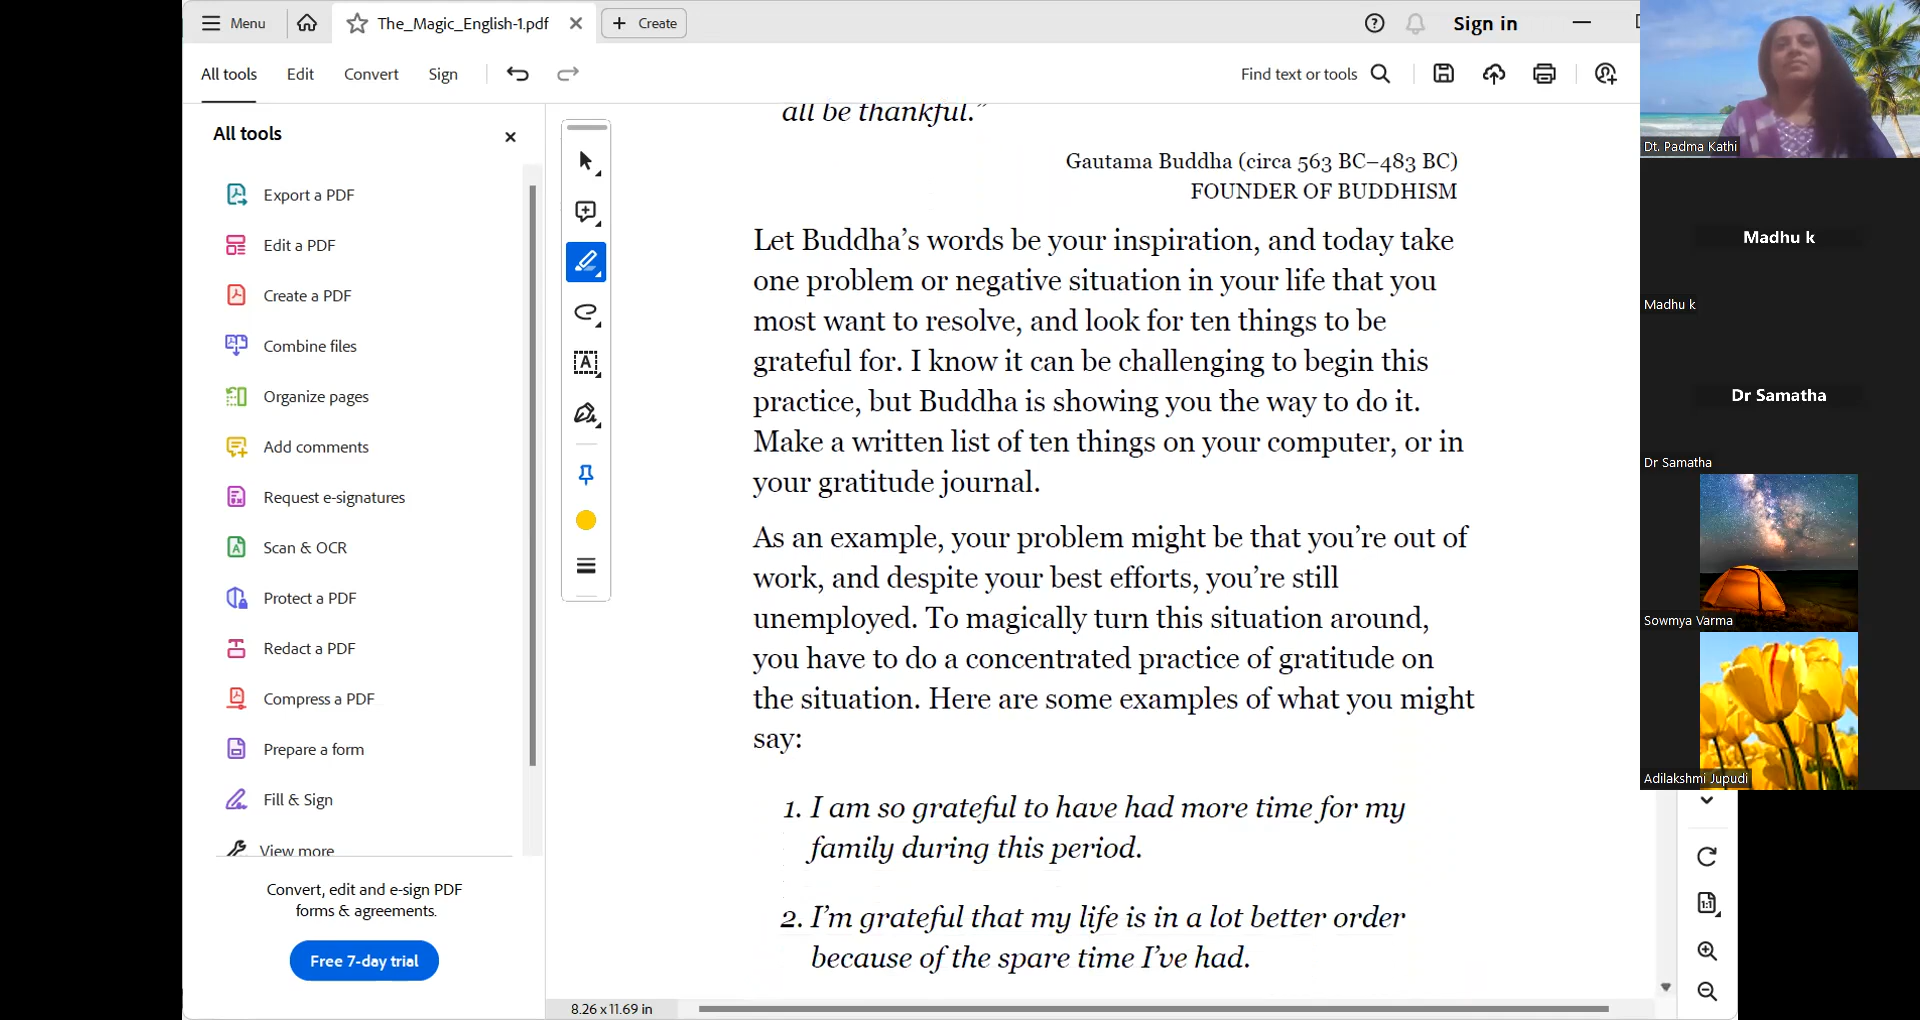 Menu
The_Magic_English-1.pdf
Create
Sign in
All tools
Edit
Convert
Sign
Find text or tools
All tools
Export a PDF
Edit a PDF
Create a PDF
Combine files
Organize pages
Add comments
Request e-signatures
Scan & OCR
Protect a PDF
Redact a PDF
Compress a PDF
Prepare a form
Fill & Sign
View more
Convert, edit and e-sign PDF
forms & agreements.
Free 7-day trial
all be thankful.”
Gautama Buddha (circa 563 BC–483 BC)
FOUNDER OF BUDDHISM
Let Buddha’s words be your inspiration, and today take
one problem or negative situation in your life that you
most want to resolve, and look for ten things to be
grateful for. I know it can be challenging to begin this
practice, but Buddha is showing you the way to do it.
Make a written list of ten things on your computer, or in
your gratitude journal.
As an example, your problem might be that you’re out of
work, and despite your best efforts, you’re still
unemployed. To magically turn this situation around,
you have to do a concentrated practice of gratitude on
the situation. Here are some examples of what you might
say:
1. I am so grateful to have had more time for my
family during this period.
2. I’m grateful that my life is in a lot better order
because of the spare time I’ve had.
8.26 x 11.69 in
1:1
Dt. Padma Kathi
Madhu k
Madhu k
Dr Samatha
Dr Samatha
Sowmya Varma
Adilakshmi Jupudi